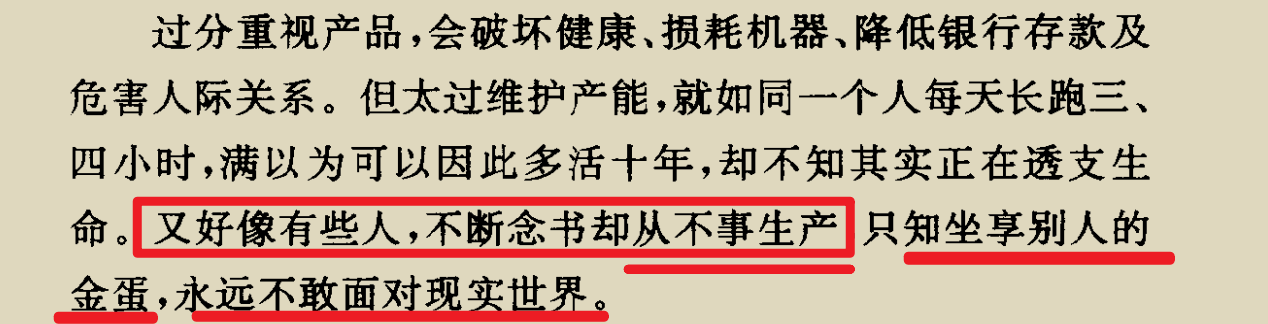 过分重视产品,会破坏健康、损耗机器、降低银行存款及
危害人际关系。但太过维护产能,就如同一个人每天长跑三、
四小时,满以为可以因此多活十年,却不知其实正在透支生
命。又好像有些人,不断念书却从不事生产 只知坐享别人的
金蛋,永远不敢面对现实世界。